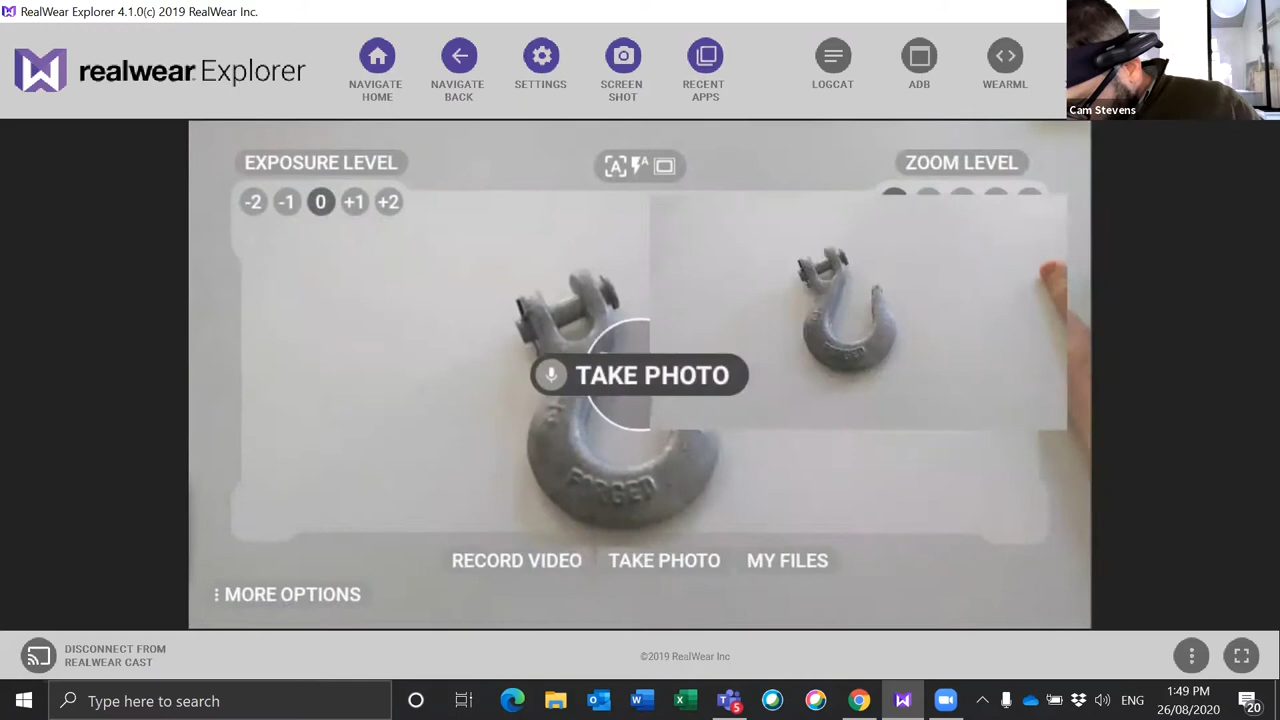 RealWear Explorer 4.1.0(c) 2019 RealWear Inc.
realwear Explorer
NAVIGATE HOME
NAVIGATE BACK
SETTINGS
SCREEN SHOT
RECENT APPS
LOGCAT
ADB
WEARML
Cam Stevens
EXPOSURE LEVEL
-2 -1 0 +1 +2
A A
ZOOM LEVEL
TAKE PHOTO
FORGED
FORGED
RECORD VIDEO TAKE PHOTO MY FILES
MORE OPTIONS
DISCONNECT FROM
REALWEAR CAST
©2019 RealWear Inc
Type here to search
5
ENG
1:49 PM
26/08/2020
20